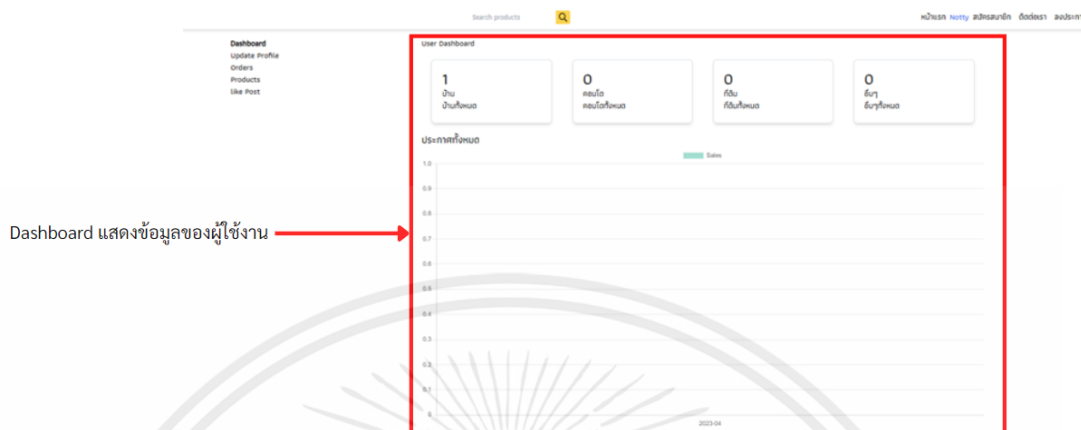 Search products
หน้าแรก Notty สมัครสมาชิก ติดต่อเรา ลงประกา
Dashboard
Update Profile
Orders
Products
like Post
User Dashboard
1
บ้าน
บ้านทั้งหมด
0
คอนโด
คอนโดทั้งหมด
0
ที่ดิน
ที่ดินทั้งหมด
0
อื่นๆ
อื่นๆทั้งหมด
ประกาศทั้งหมด
Sales
1.0
0.9
0.8
0.7
0.6
0.5
0.4
0.3
0.2
0.1
0
2023-04
Dashboard แสดงข้อมูลของผู้ใช้งาน